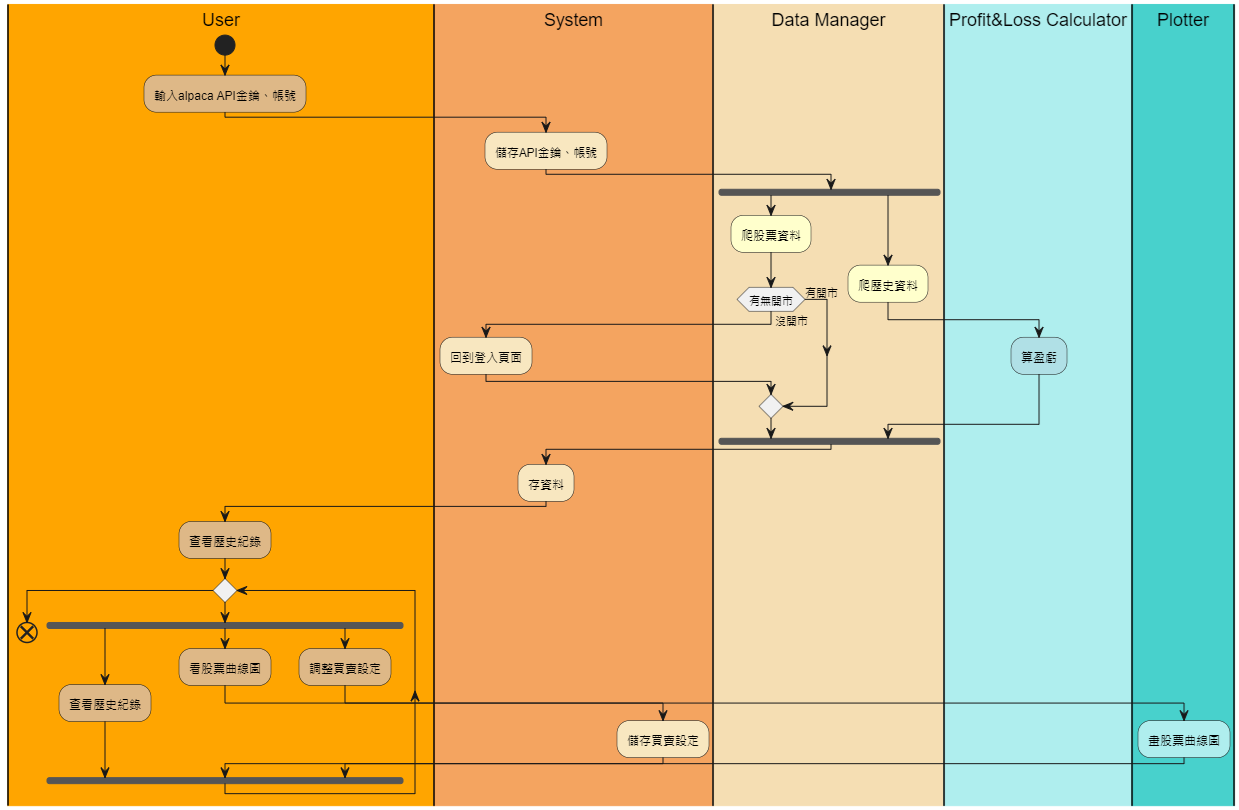 User
System
Data Manager
Profit&Loss Calculator
Plotter
輸入alpaca API金鑰、帳號
儲存API金鑰、帳號
爬股票資料
爬歷史資料
有無開市
有開市
沒開市
回到登入頁面
算盈虧
存資料
查看歷史紀錄
看股票曲線圖
調整買賣設定
查看歷史紀錄
儲存買賣設定
畫股票曲線圖